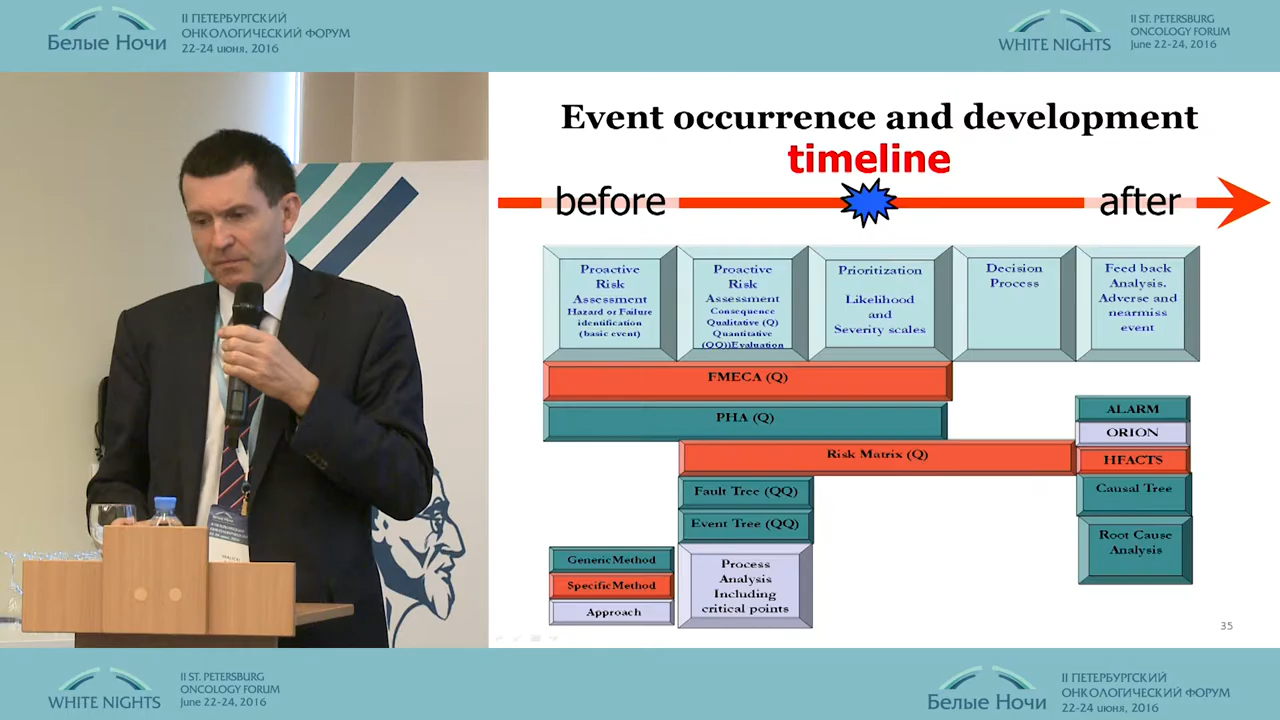 II ПЕТЕРБУРГСКИЙ
ОНКОЛОГИЧЕСКИЙ ФОРУМ
Белые Ночи
22-24 июня, 2016
II ST. PETERSBURG
ONCOLOGY FORUM
WHITE NIGHTS
June 22-24, 2016
Event occurrence and development
timeline
before
after
Proactive
Risk
Assessment
Hazard or Failure
identification
(basic event)
Proactive
Risk
Assessment
Consequence
Qualitative (Q)
Quantitative
(QQ))Evaluation
Prioritization
Likelihood
and
Severity scales
Decision
Process
Feed back
Analysis.
Adverse and
nearmiss
event
FMECA (Q)
PHA (Q)
Risk Matrix (Q)
Fault Tree (QQ)
Event Tree (QQ)
Process
Analysis
Including
critical points
ALARM
ORION
HFACTS
Causal Tree
Root Cause
Analysis
Generic Method
Specific Method
Approach
35
Белые Ночи
II ST. PETERSBURG
ONCOLOGY FORUM
WHITE NIGHTS
June 22-24, 2016
II ПЕТЕРБУРГСКИЙ
ОНКОЛОГИЧЕСКИЙ ФОРУМ
Белые Ночи
22-24 июня, 2016